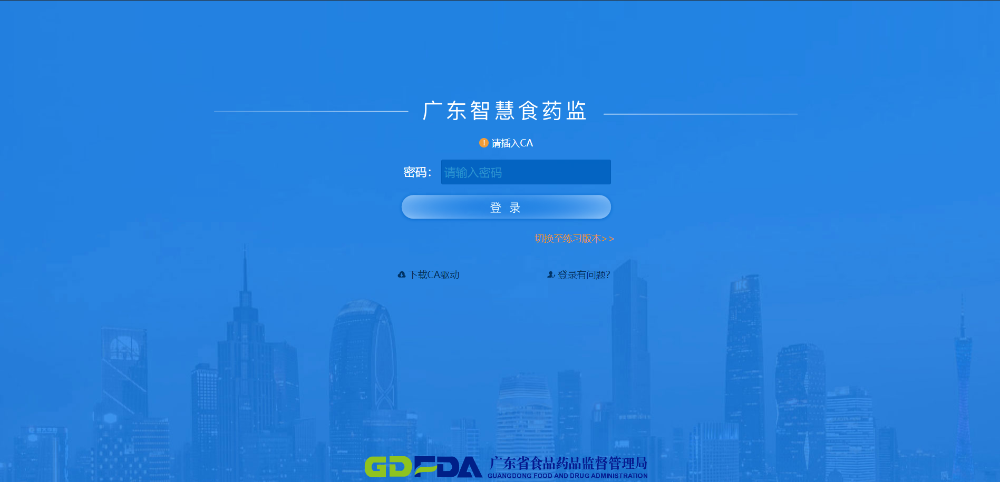 广东智慧食药监
! 请插入CA
密码：
请输入密码
登 录
切换至练习版本>>
下载CA驱动
登录有问题?
GDFDA
广东省食品药品监督管理局
GUANGDONG FOOD AND DRUG ADMINISTRATION